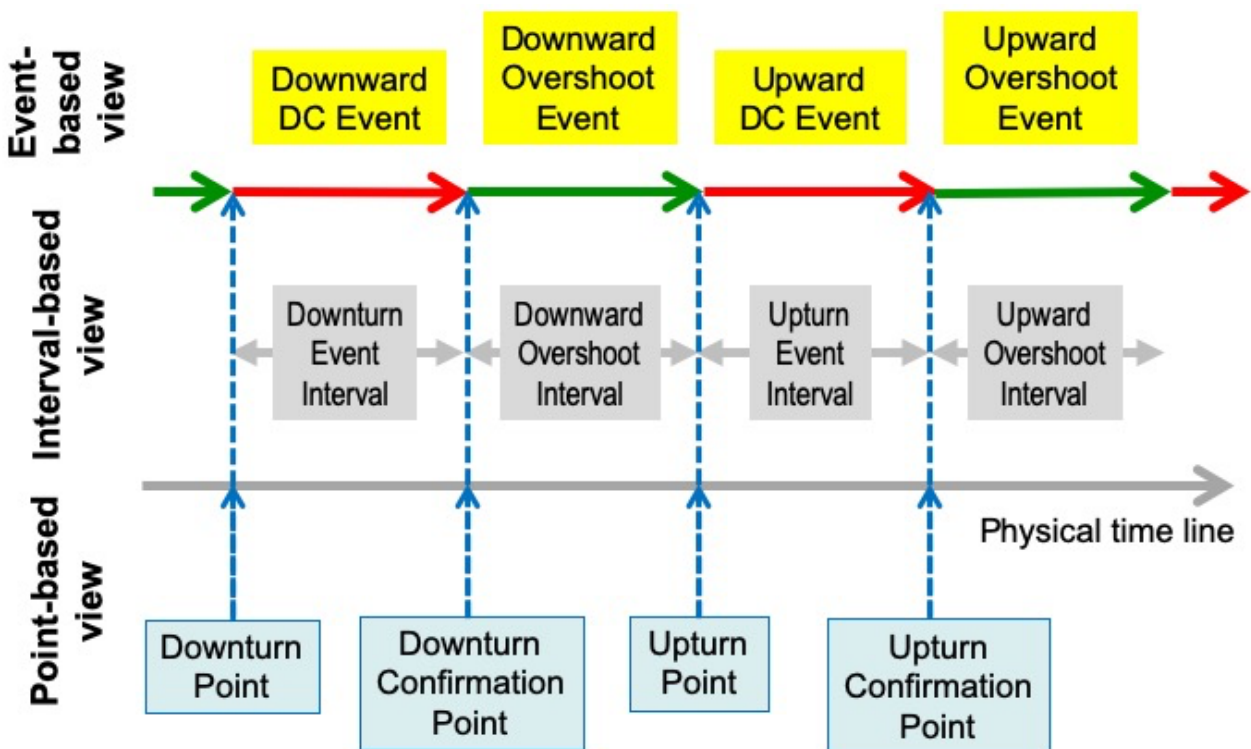 Event-
based
view
Downward
DC Event
Downward
Overshoot
Event
Upward
DC Event
Upward
Overshoot
Event
Interval-based
view
Downturn
Event
Interval
Downward
Overshoot
Interval
Upturn
Event
Interval
Upward
Overshoot
Interval
Physical time line
Point-based
view
Downturn
Point
Downturn
Confirmation
Point
Upturn
Point
Upturn
Confirmation
Point